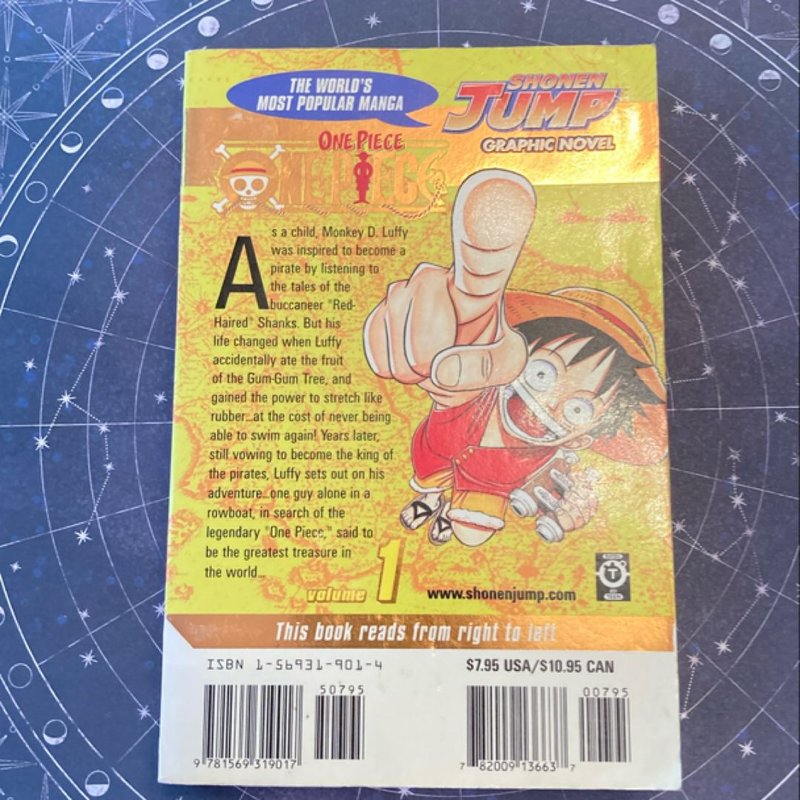 THE WORLD'S
MOST POPULAR MANGA
SHONEN
JUMP
GRAPHIC NOVEL
ONE PIECE
ONE PIECE
As a child, Monkey D. Luffy
was inspired to become a
pirate by listening to
the tales of the
buccaneer "Red-
Haired" Shanks. But his
life changed when Luffy
accidentally ate the fruit
of the Gum-Gum Tree, and
gained the power to stretch like
rubber...at the cost of never being
able to swim again! Years later,
still vowing to become the king of
the pirates, Luffy sets out on his
adventure...one guy alone in a
rowboat, in search of the
legendary "One Piece," said to
be the greatest treasure in
the world...
volume 1
www.shonenjump.com
T
This book reads from right to left
ISBN 1-56931-901-4
$7.95 USA/$10.95 CAN
50795
00795
9 781569 319017
7 82009 13663 7